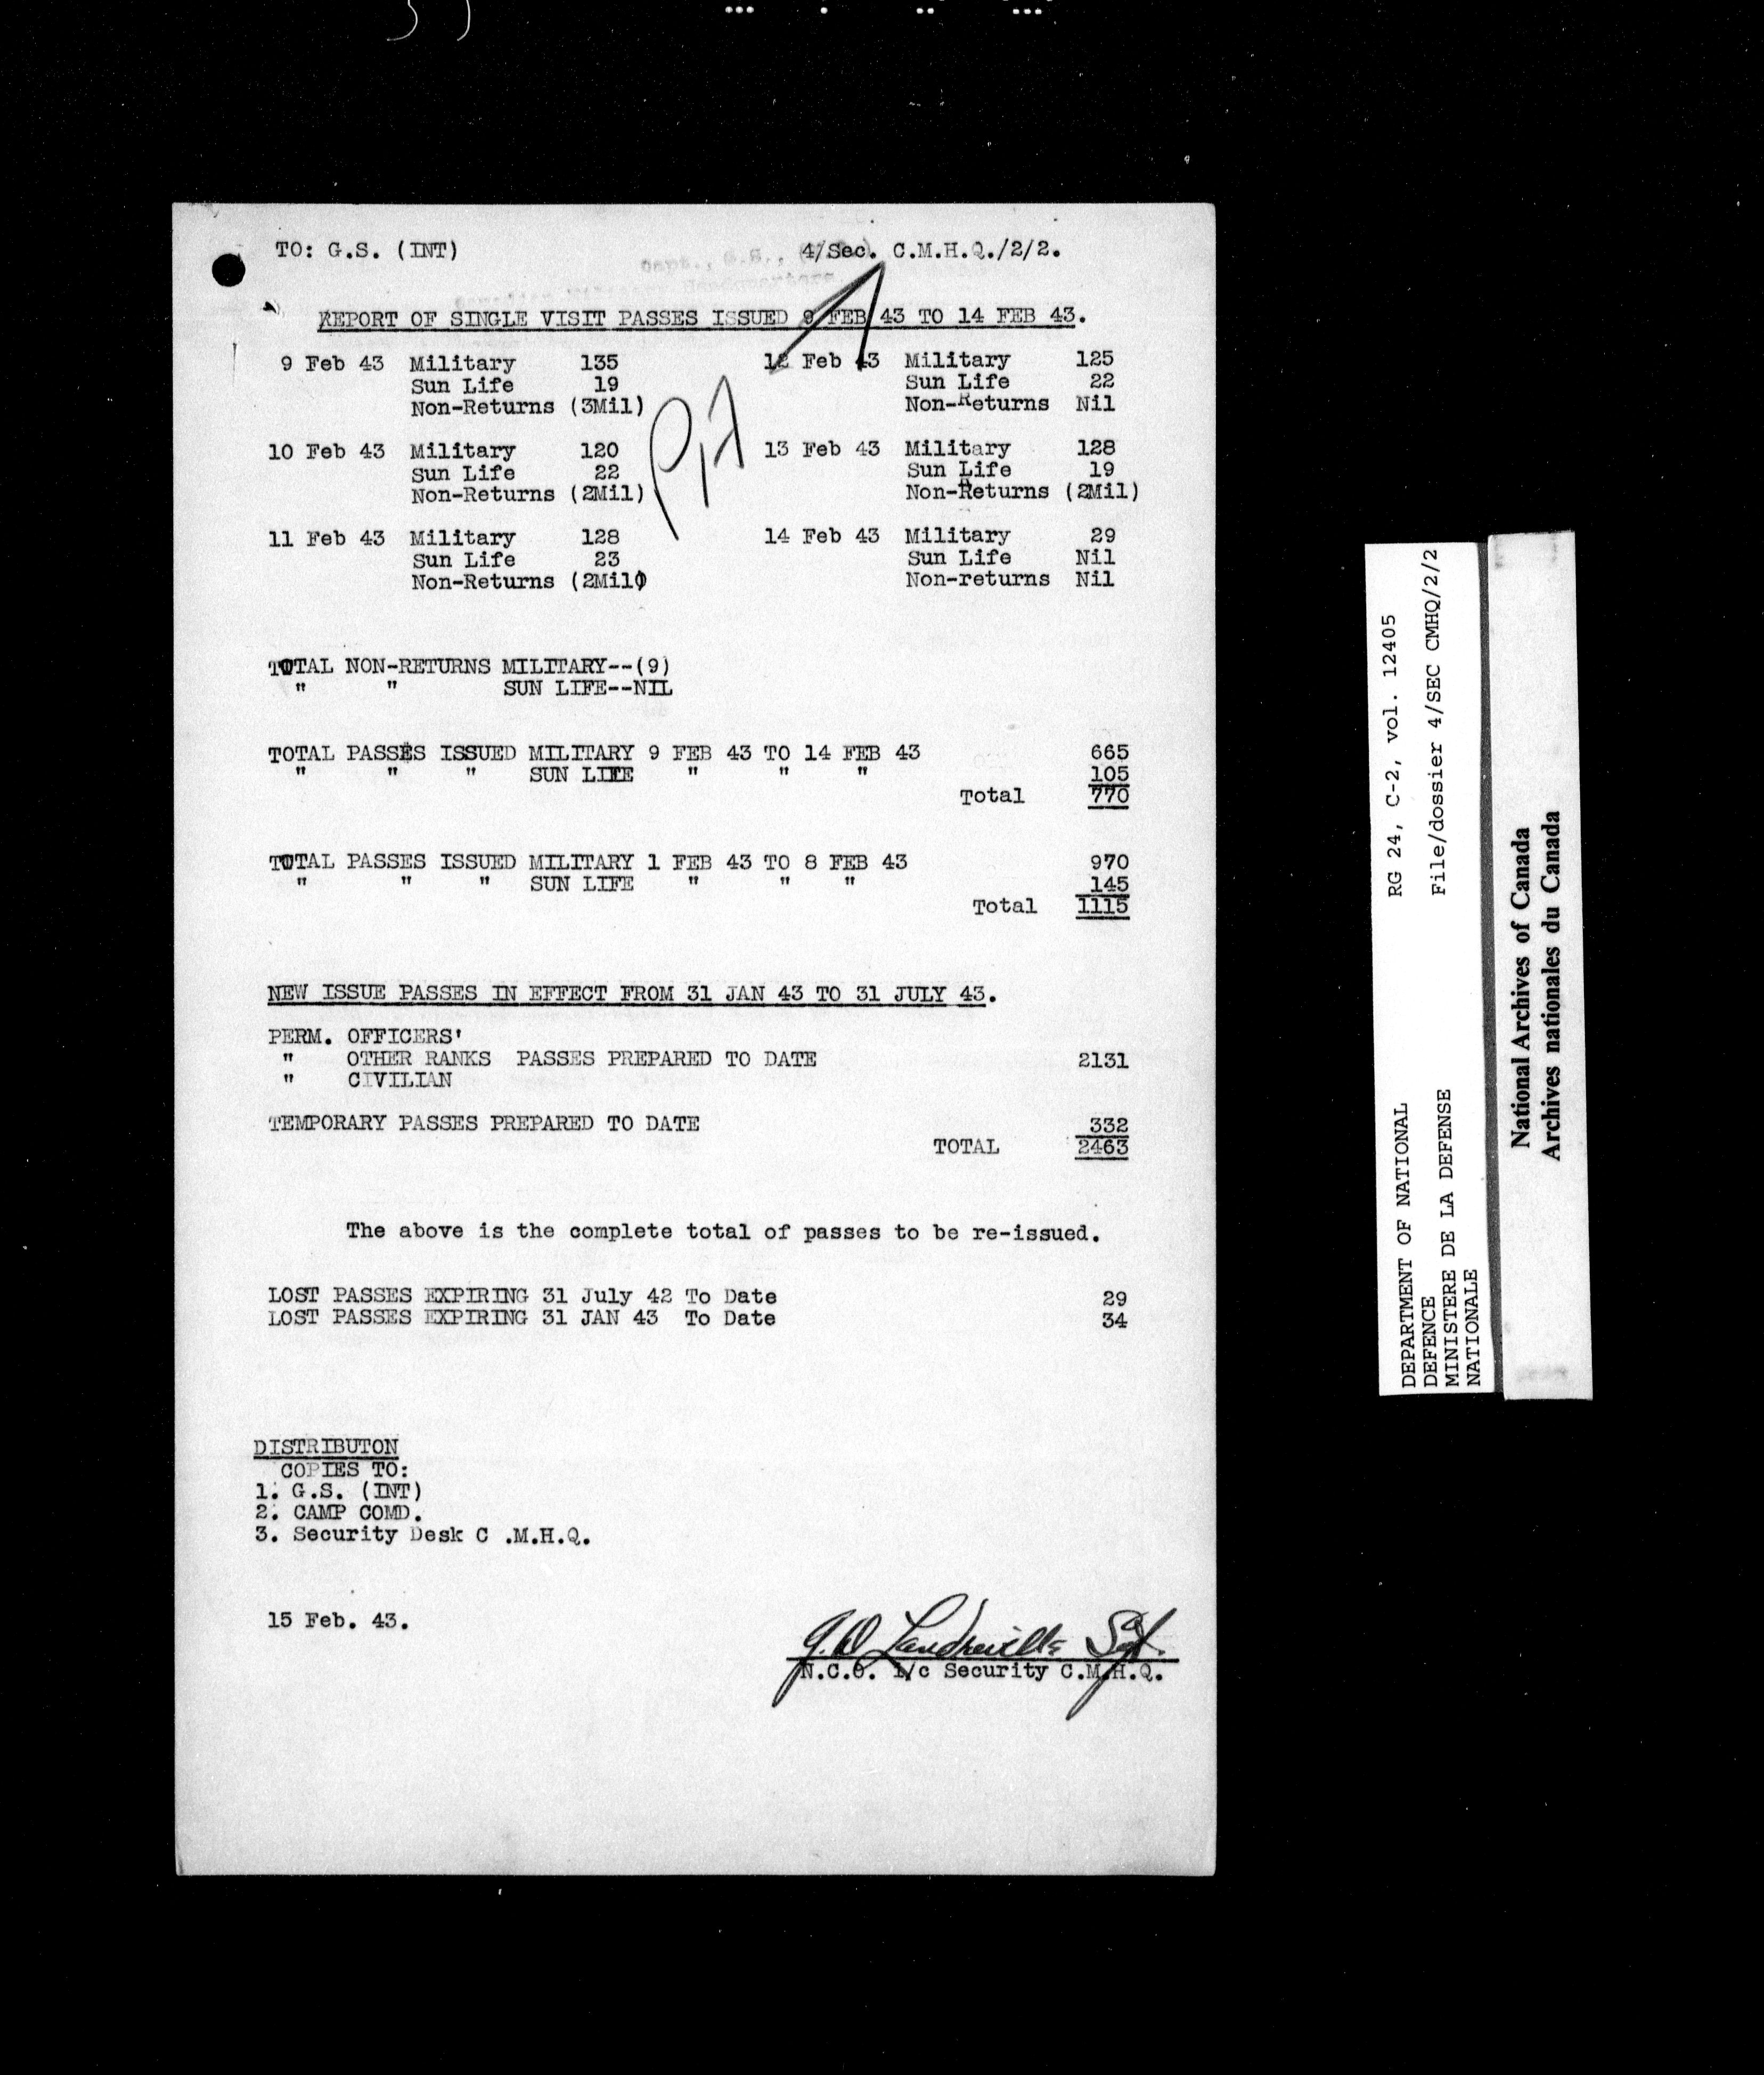 TO: G.S. (INT) 4/Sec. C.M.H.Q./2/2.
REPORT OF SINGLE VISIT PASSES ISSUED 9 FEB 43 TO 14 FEB 43.
9 Feb 43 Military 135 12 Feb 43 Military 125
Sun Life 19 Sun Life 22
Non-Returns (3Mil) Non-Returns Nil
10 Feb 43 Military 120 13 Feb 43 Military 128
Sun Life 22 Sun Life 19
Non-Returns (2Mil) Non-Returns (2Mil)
11 Feb 43 Military 128 14 Feb 43 Military 29
Sun Life 23 Sun Life Nil
Non-Returns (2Mil) Non-returns Nil
TOTAL NON-RETURNS MILITARY--(9)
" " SUN LIFE--NIL
TOTAL PASSES ISSUED MILITARY 9 FEB 43 TO 14 FEB 43 665
" " " SUN LIFE " " " 105
Total 770
TOTAL PASSES ISSUED MILITARY 1 FEB 43 TO 8 FEB 43 970
" " " SUN LIFE " " " 145
Total 1115
NEW ISSUE PASSES IN EFFECT FROM 31 JAN 43 TO 31 JULY 43.
PERM. OFFICERS'
" OTHER RANKS PASSES PREPARED TO DATE 2131
" CIVILIAN
TEMPORARY PASSES PREPARED TO DATE 332
TOTAL 2463
The above is the complete total of passes to be re-issued.
LOST PASSES EXPIRING 31 July 42 To Date 29
LOST PASSES EXPIRING 31 JAN 43 To Date 34
DISTRIBUTON
COPIES TO:
1. G.S. (INT)
2. CAMP COMD.
3. Security Desk C .M.H.Q.
15 Feb. 43.
Sgt.
N.C.O. I/c Security C.M.H.Q.
RG 24, C-2, vol. 12405
File/dossier 4/SEC CMHQ/2/2
DEPARTMENT OF NATIONAL
DEFENCE
MINISTERE DE LA DEFENSE
NATIONALE
National Archives of Canada
Archives nationales du Canada